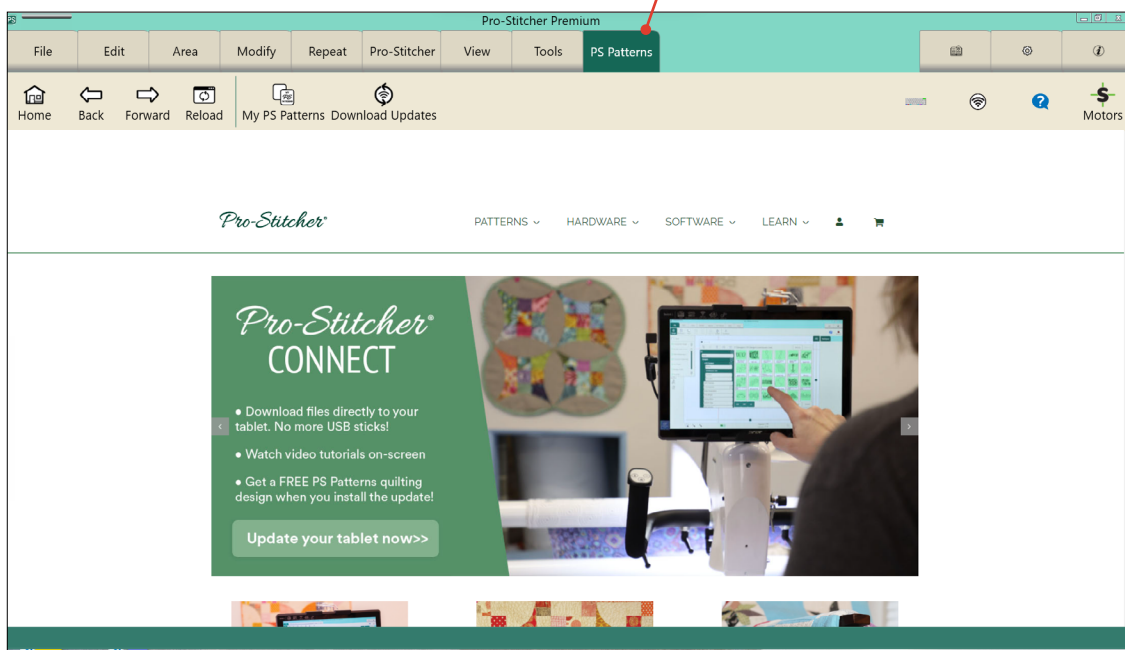 Pro-Stitcher Premium
File Edit Area Modify Repeat Pro-Stitcher View Tools PS Patterns
Home Back Forward Reload My PS Patterns Download Updates Motors
Pro-Stitcher®
PATTERNS HARDWARE SOFTWARE LEARN
Pro-Stitcher®
CONNECT
• Download files directly to your
tablet. No more USB sticks!
• Watch video tutorials on-screen
• Get a FREE PS Patterns quilting
design when you install the update!
Update your tablet now>>